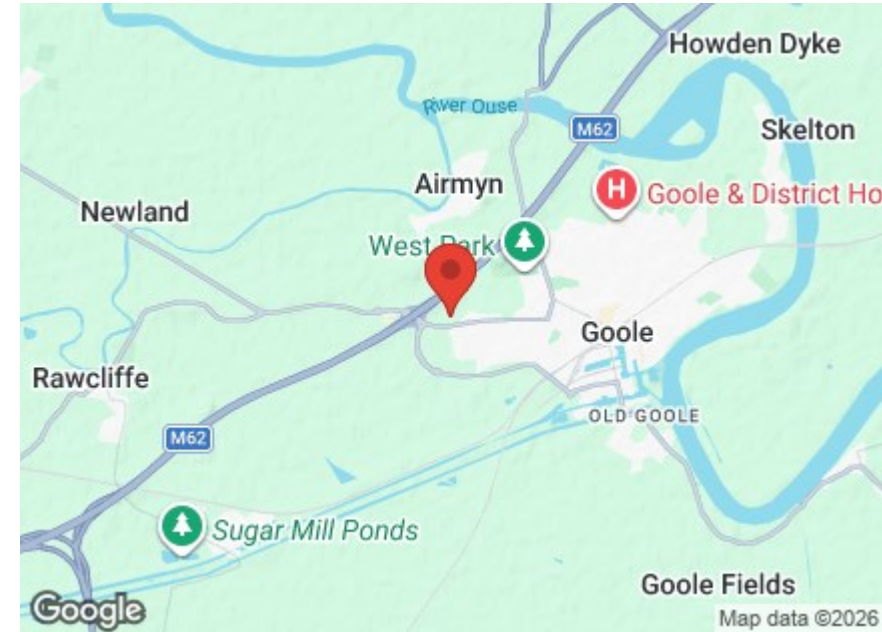 Howden Dyke
River Ouse
M62
Skelton
Airmyn
H
Goole & District Ho
Newland
West Park
Goole
Rawcliffe
OLD GOOLE
M62
Sugar Mill Ponds
Goole Fields
Google
Map data ©2026